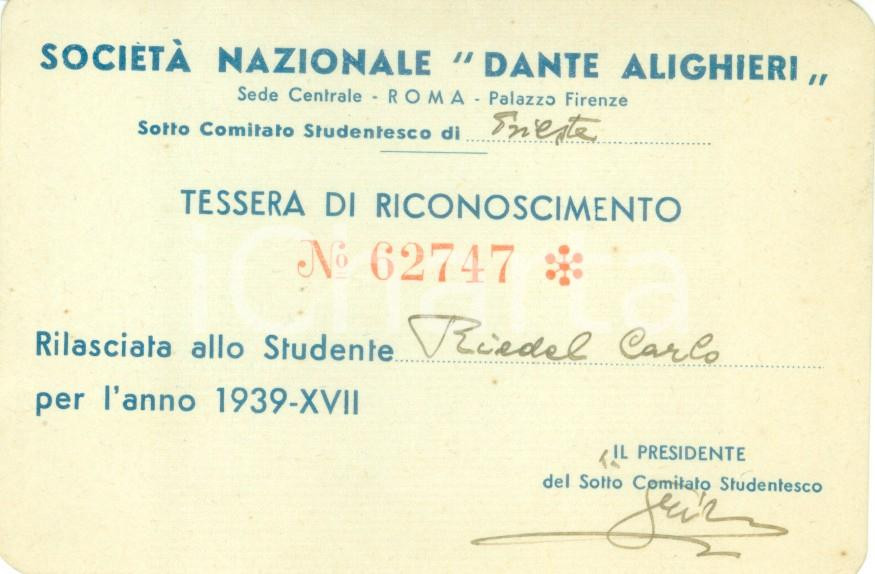 SOCIETÀ NAZIONALE " DANTE ALIGHIERI "
Sede Centrale - ROMA - Palazzo Firenze
Sotto Comitato Studentesco di Trieste
TESSERA DI RICONOSCIMENTO
No 62747
iCharta
Rilasciata allo Studente Riedel Carlo
per l'anno 1939-XVII
IL PRESIDENTE
del Sotto Comitato Studentesco